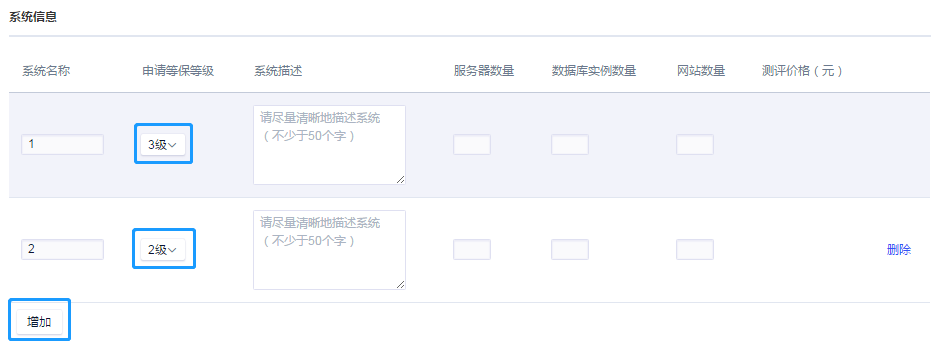 系统信息
系统名称 申请等保等级 系统描述 服务器数量 数据库实例数量 网站数量 测评价格（元）
1 3级 请尽量清晰地描述系统
（不少于50个字）
2 2级 请尽量清晰地描述系统 删除
（不少于50个字）
增加